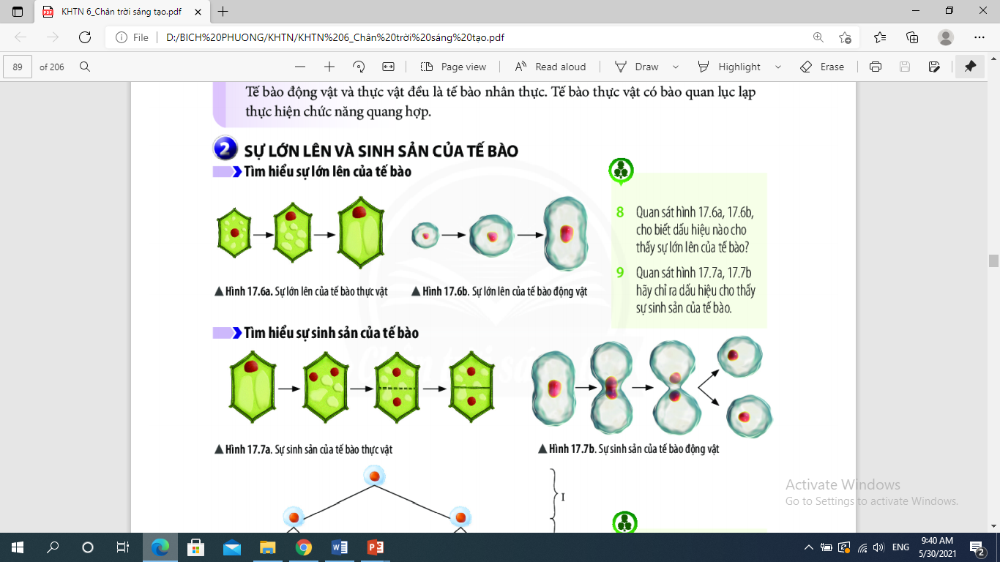 KHTN 6_Chân trời sáng tạo.pdf
File
D:/BICH%20PHUONG/KHTN/KHTN%206_Chân%20trời%20sáng%20tạo.pdf
89 of 206
Page view
Read aloud
Draw
Highlight
Erase
Tế bào động vật và thực vật đều là tế bào nhân thực. Tế bào thực vật có bào quan lục lạp
thực hiện chức năng quang hợp.
2 SỰ LỚN LÊN VÀ SINH SẢN CỦA TẾ BÀO
Tìm hiểu sự lớn lên của tế bào
8 Quan sát hình 17.6a, 17.6b,
cho biết dấu hiệu nào cho
thấy sự lớn lên của tế bào?
9 Quan sát hình 17.7a, 17.7b
hãy chỉ ra dấu hiệu cho thấy
sự sinh sản của tế bào.
▲ Hình 17.6a. Sự lớn lên của tế bào thực vật
▲ Hình 17.6b. Sự lớn lên của tế bào động vật
Tìm hiểu sự sinh sản của tế bào
Chân trời sáng tạo
▲ Hình 17.7a. Sự sinh sản của tế bào thực vật
▲ Hình 17.7b. Sự sinh sản của tế bào động vật
I
Activate Windows
Go to Settings to activate Windows.
ENG
9:40 AM
5/30/2021
2